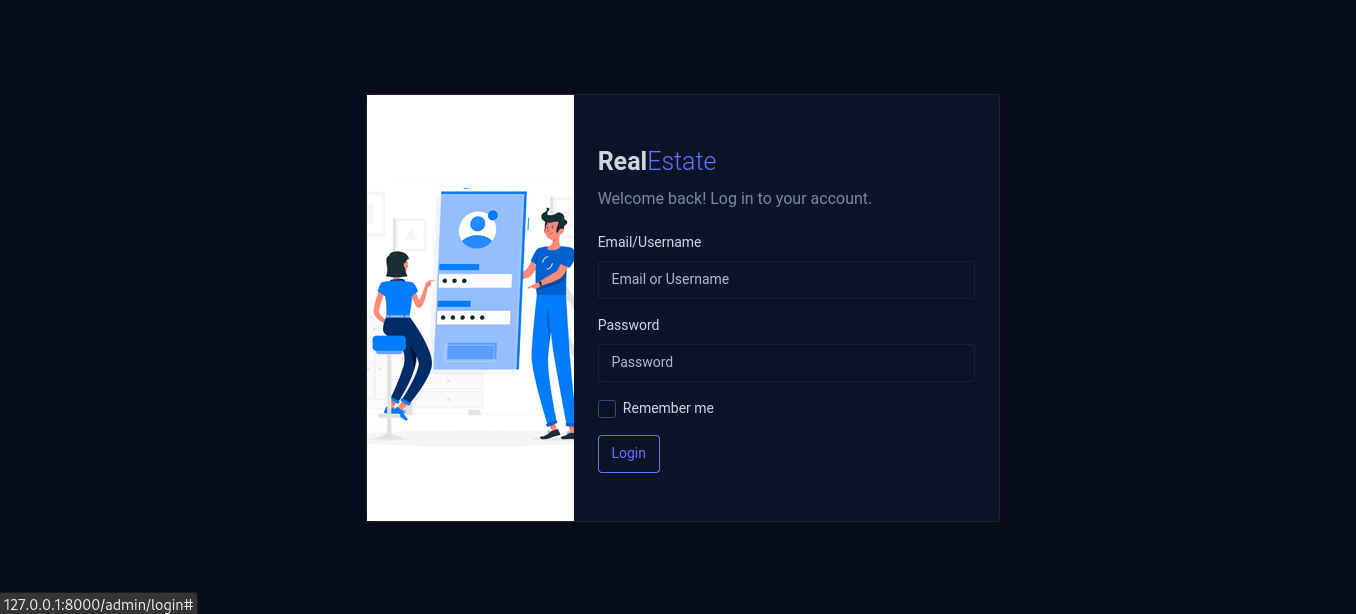 RealEstate
Welcome back! Log in to your account.
Email/Username
Email or Username
Password
Password
Remember me
Login
127.0.0.1:8000/admin/login#